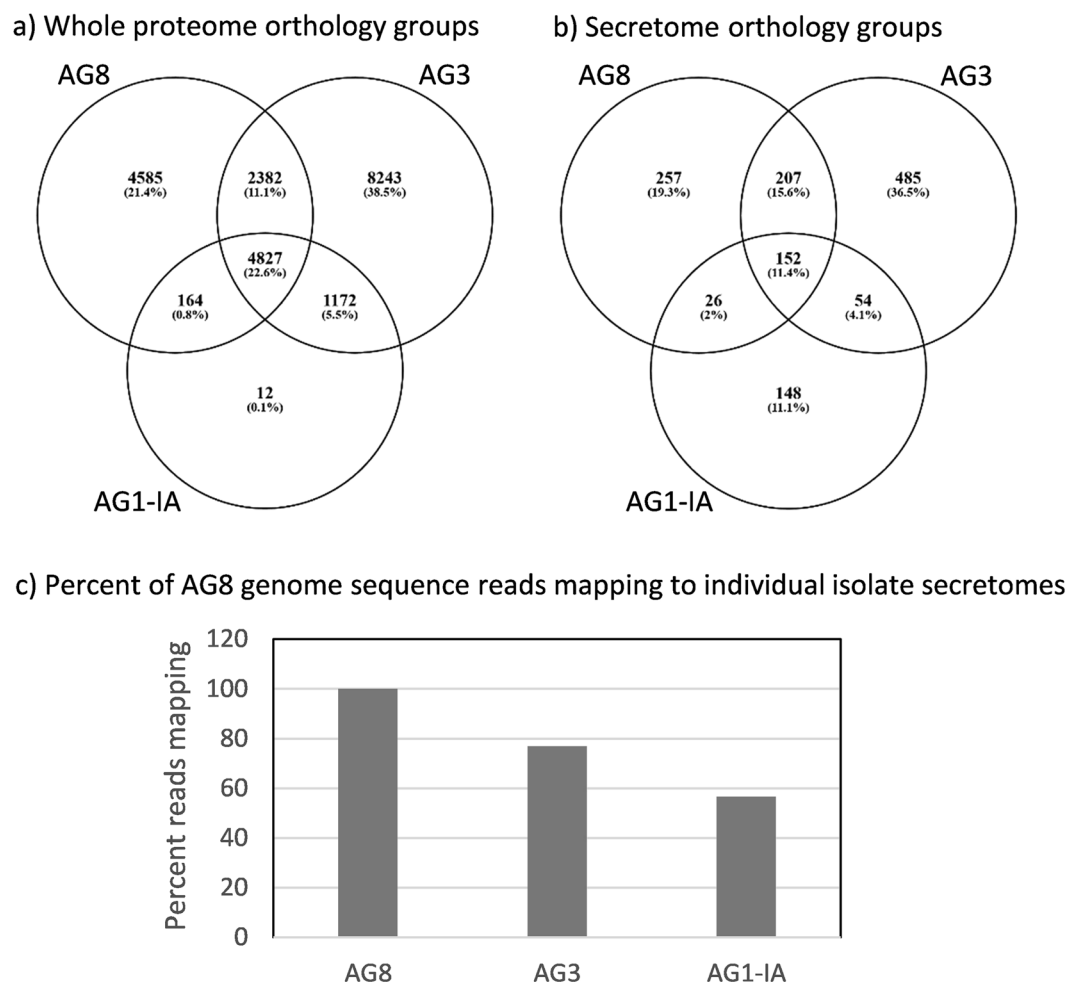 a) Whole proteome orthology groups
AG8
AG3
4585
(21.4%)
2382
(11.1%)
8243
(38.5%)
4827
(22.6%)
164
(0.8%)
1172
(5.5%)
12
(0.1%)
AG1-IA
b) Secretome orthology groups
AG8
AG3
257
(19.3%)
207
(15.6%)
485
(36.5%)
152
(11.4%)
26
(2%)
54
(4.1%)
148
(11.1%)
AG1-IA
c) Percent of AG8 genome sequence reads mapping to individual isolate secretomes
Percent reads mapping
120
100
80
60
40
20
0
AG8
AG3
AG1-IA